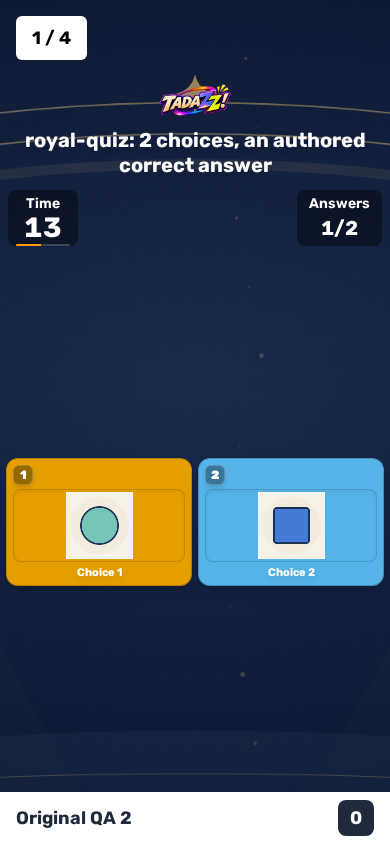 1 / 4
TADAZZ!
royal-quiz: 2 choices, an authored
correct answer
Time
13
Answers
1/2
1
Choice 1
2
Choice 2
Original QA 2
0